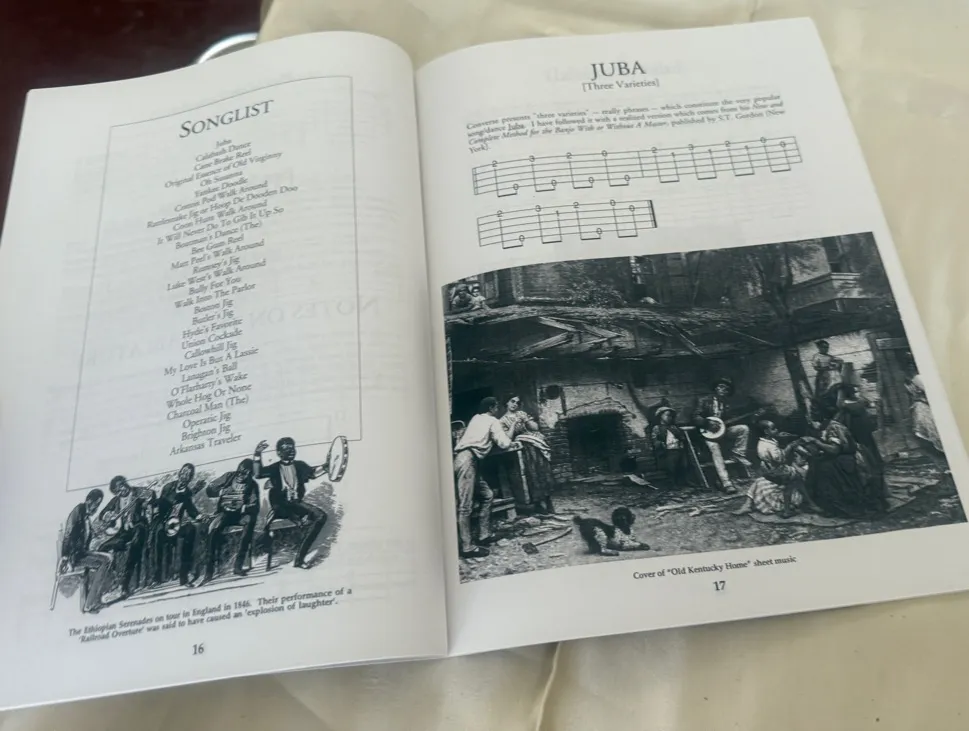 SONGLIST
Juba
Calabash Dance
Cane Brake Reel
Original Essence of Old Virginny
Oh Susanna
Yankee Doodle
Cotton Pod Walk Around
Rattlesnake Jig or Hoop De Dooden Doo
Coon Hunt Walk Around
It Will Never Do To Gib It Up So
Boatman's Dance (The)
Bee Gum Reel
Matt Peel's Walk Around
Rumsey's Jig
Luke West's Walk Around
Bully For You
Walk Into The Parlor
Boston Jig
Butler's Jig
Hyde's Favorite
Union Cockade
Callowhill Jig
My Love Is But A Lassie
Lanagan's Ball
O'Flaharty's Wake
Whole Hog Or None
Charcoal Man (The)
Operatic Jig
Brighton Jig
Arkansas Traveler
The Ethiopian Serenades on tour in England in 1846. Their performance of a
'Railroad Overture' was said to have caused an 'explosion of laughter'.
16
JUBA
[Three Varieties]
Converse presents "three varieties" — really phrases — which constitute the very popular
song/dance Juba. I have followed it with a realized version which comes from his New and
Complete Method for the Banjo With or Without A Master, published by S.T. Gordon (New
York).
Cover of "Old Kentucky Home" sheet music
17